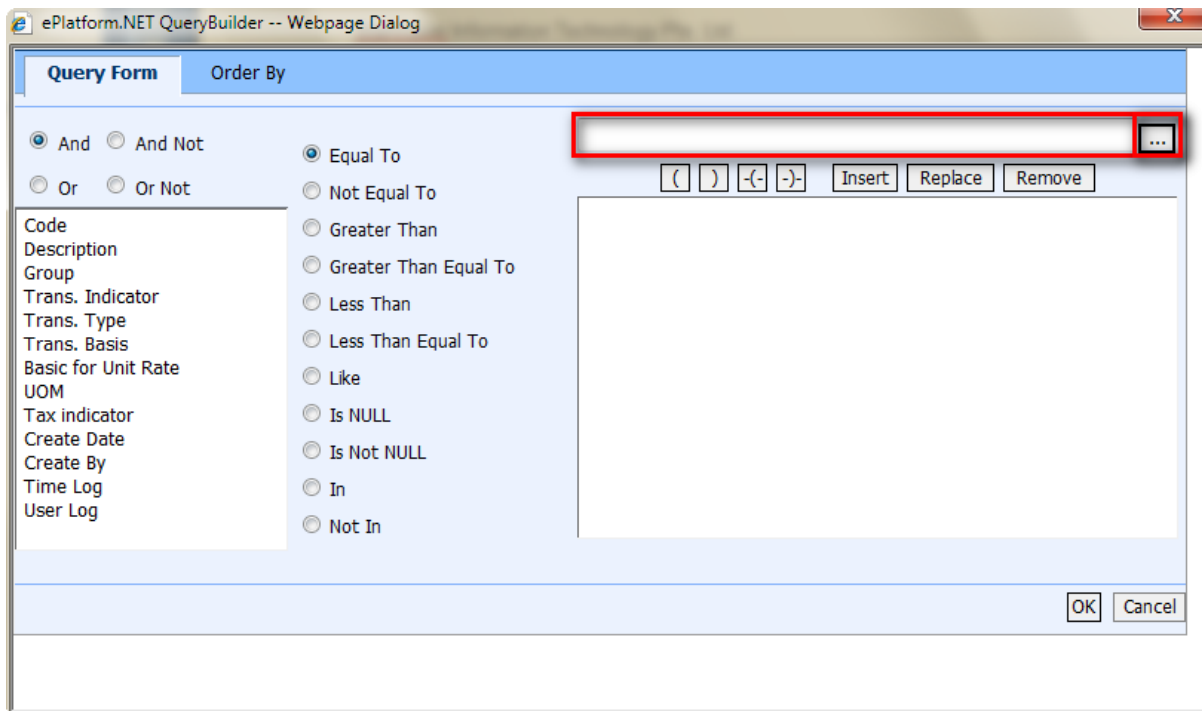 ePlatform.NET QueryBuilder -- Webpage Dialog
X
Query Form
Order By
And
And Not
Or
Or Not
Code
Description
Group
Trans. Indicator
Trans. Type
Trans. Basis
Basic for Unit Rate
UOM
Tax indicator
Create Date
Create By
Time Log
User Log
Equal To
Not Equal To
Greater Than
Greater Than Equal To
Less Than
Less Than Equal To
Like
Is NULL
Is Not NULL
In
Not In
...
( ) -(- -)- Insert Replace Remove
OK Cancel